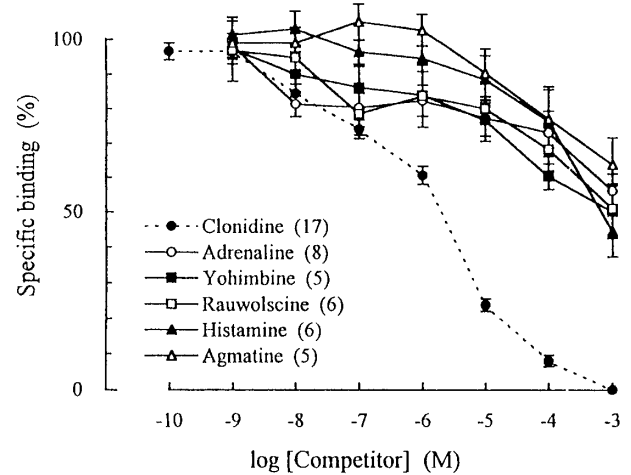 Specific binding (%)
100
50
0
Clonidine (17)
Adrenaline (8)
Yohimbine (5)
Rauwolscine (6)
Histamine (6)
Agmatine (5)
-10 -9 -8 -7 -6 -5 -4 -3
log [Competitor] (M)